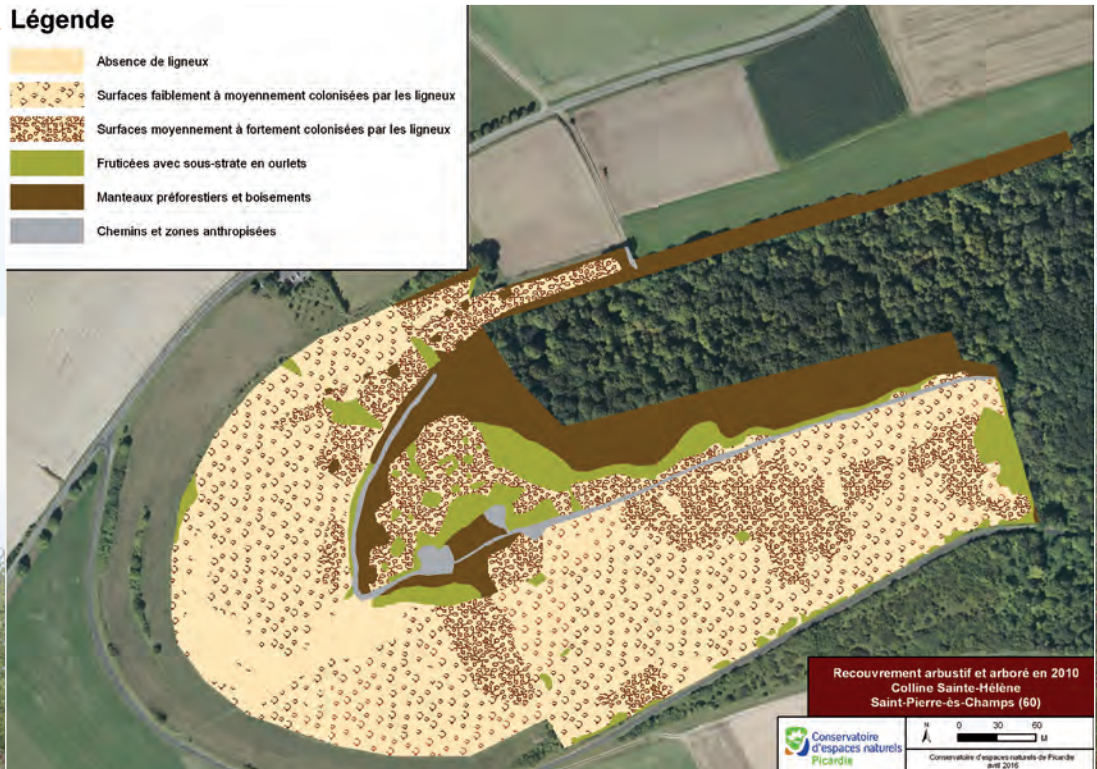 Légende
Absence de ligneux
Surfaces faiblement à moyennement colonisées par les ligneux
Surfaces moyennement à fortement colonisées par les ligneux
Fruticées avec sous-strate en ourlets
Manteaux préforestiers et boisements
Chemins et zones anthropisées
Recouvrement arbustif et arboré en 2010
Colline Sainte-Hélène
Saint-Pierre-ès-Champs (60)
Conservatoire
d'espaces naturels
Picardie
N
0 30 60
M
Conservatoire d'espaces naturels de Picardie
avril 2016